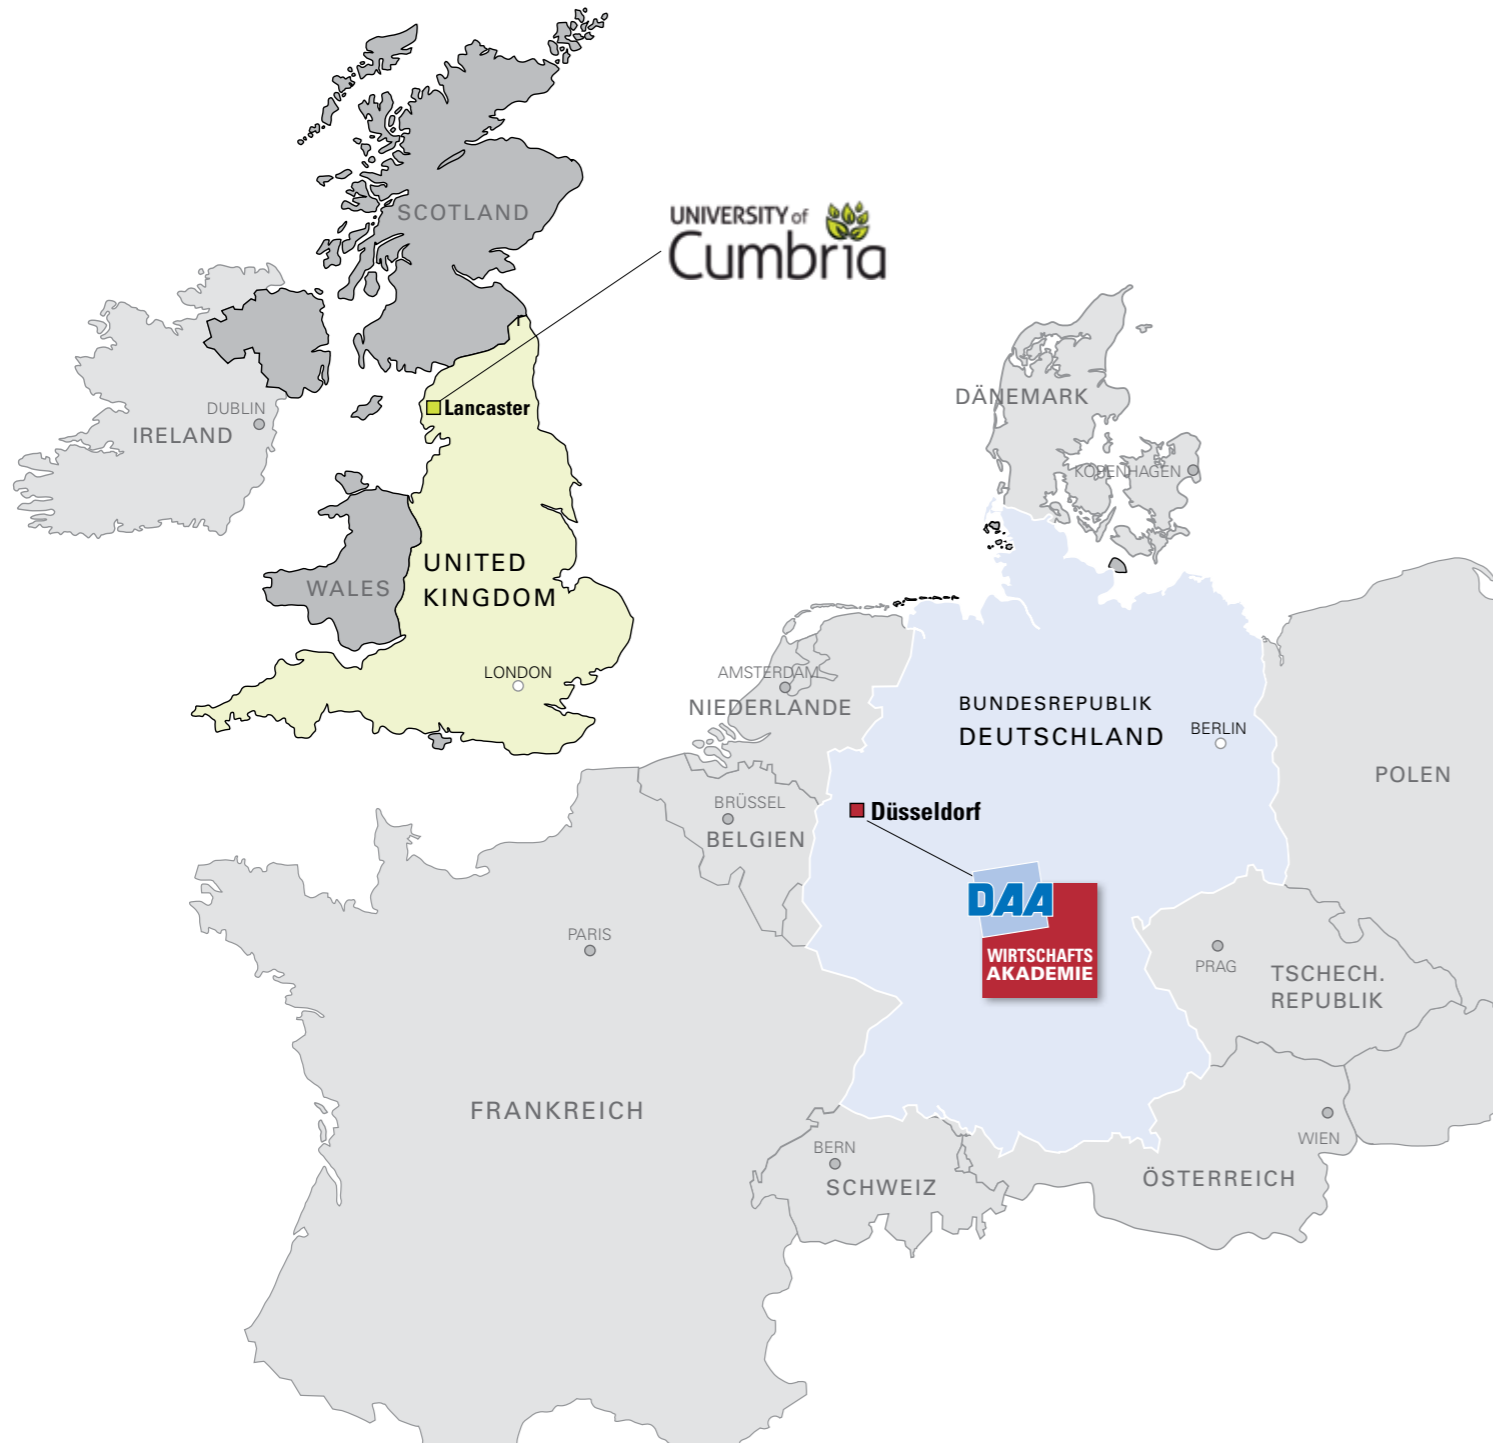 SCOTLAND
UNIVERSITY of
Cumbria
DÄNEMARK
Lancaster
DUBLIN
IRELAND
KOPENHAGEN
UNITED
KINGDOM
WALES
LONDON
AMSTERDAM
NIEDERLANDE
BUNDESREPUBLIK
DEUTSCHLAND
BERLIN
POLEN
BRÜSSEL
BELGIEN
Düsseldorf
DAA
WIRTSCHAFTS
AKADEMIE
PARIS
PRAG
TSCHECH.
REPUBLIK
FRANKREICH
WIEN
BERN
SCHWEIZ
ÖSTERREICH